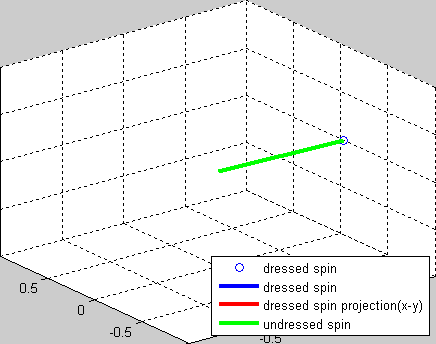 0.5
0
-0.5
-0.5
dressed spin
dressed spin
dressed spin projection(x-y)
undressed spin